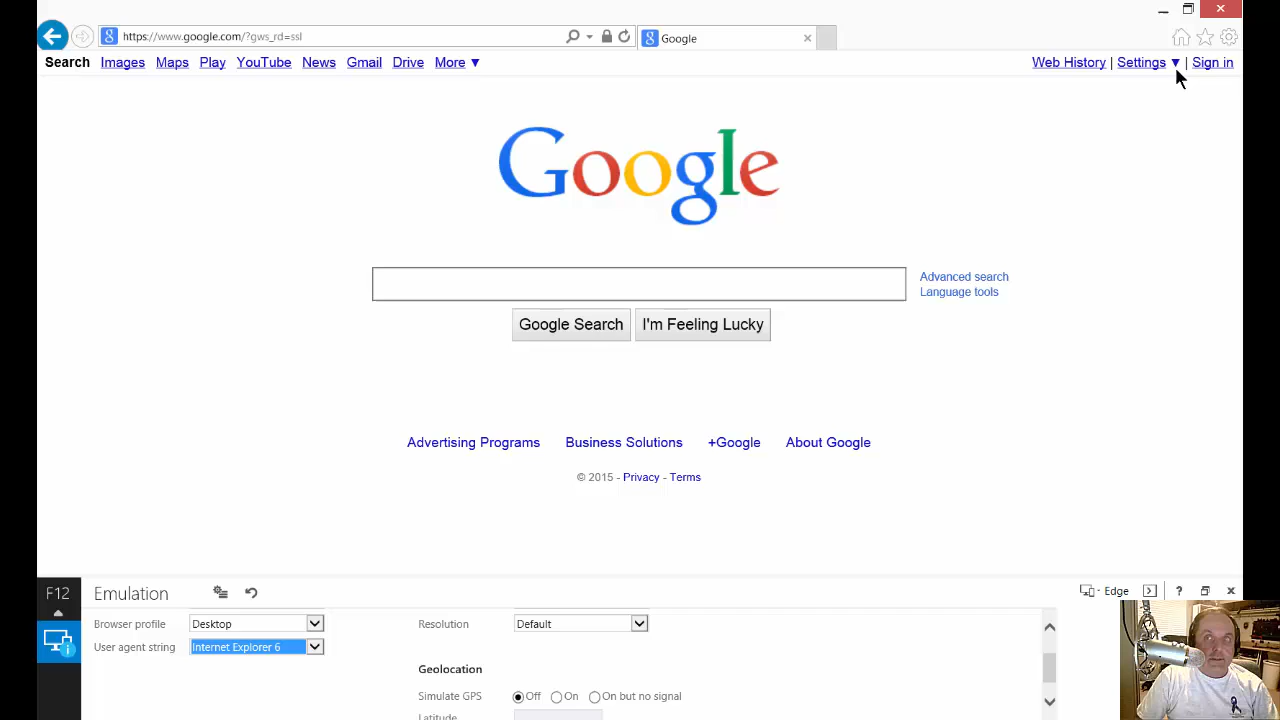 https://www.google.com/?gws_rd=ssl
Google
Search Images Maps Play YouTube News Gmail Drive More ▼
Web History | Settings ▼ | Sign in
Google
Advanced search
Language tools
Google Search I'm Feeling Lucky
Advertising Programs Business Solutions +Google About Google
© 2015 - Privacy - Terms
F12 Emulation
Edge ?
Browser profile Desktop
Resolution Default
User agent string Internet Explorer 6
Geolocation
Simulate GPS Off On On but no signal
Latitude